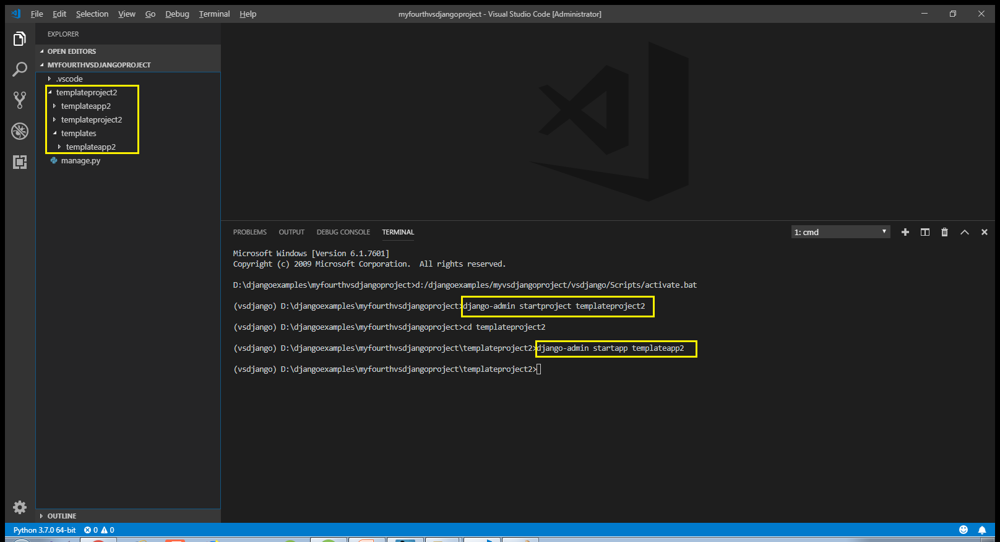 File Edit Selection View Go Debug Terminal Help
myfourthvsdjangoproject - Visual Studio Code [Administrator]
EXPLORER
OPEN EDITORS
MYFOURTHVSDJANGOPROJECT
.vscode
templateproject2
templateapp2
templateproject2
templates
templateapp2
manage.py
OUTLINE
PROBLEMS OUTPUT DEBUG CONSOLE TERMINAL
1: cmd
Microsoft Windows [Version 6.1.7601]
Copyright (c) 2009 Microsoft Corporation.  All rights reserved.
D:\djangoexamples\myfourthvsdjangoproject>d:/djangoexamples/myvsdjangoproject/vsdjango/Scripts/activate.bat
(vsdjango) D:\djangoexamples\myfourthvsdjangoproject>django-admin startproject templateproject2
(vsdjango) D:\djangoexamples\myfourthvsdjangoproject>cd templateproject2
(vsdjango) D:\djangoexamples\myfourthvsdjangoproject\templateproject2>django-admin startapp templateapp2
(vsdjango) D:\djangoexamples\myfourthvsdjangoproject\templateproject2>
Python 3.7.0 64-bit 0 0